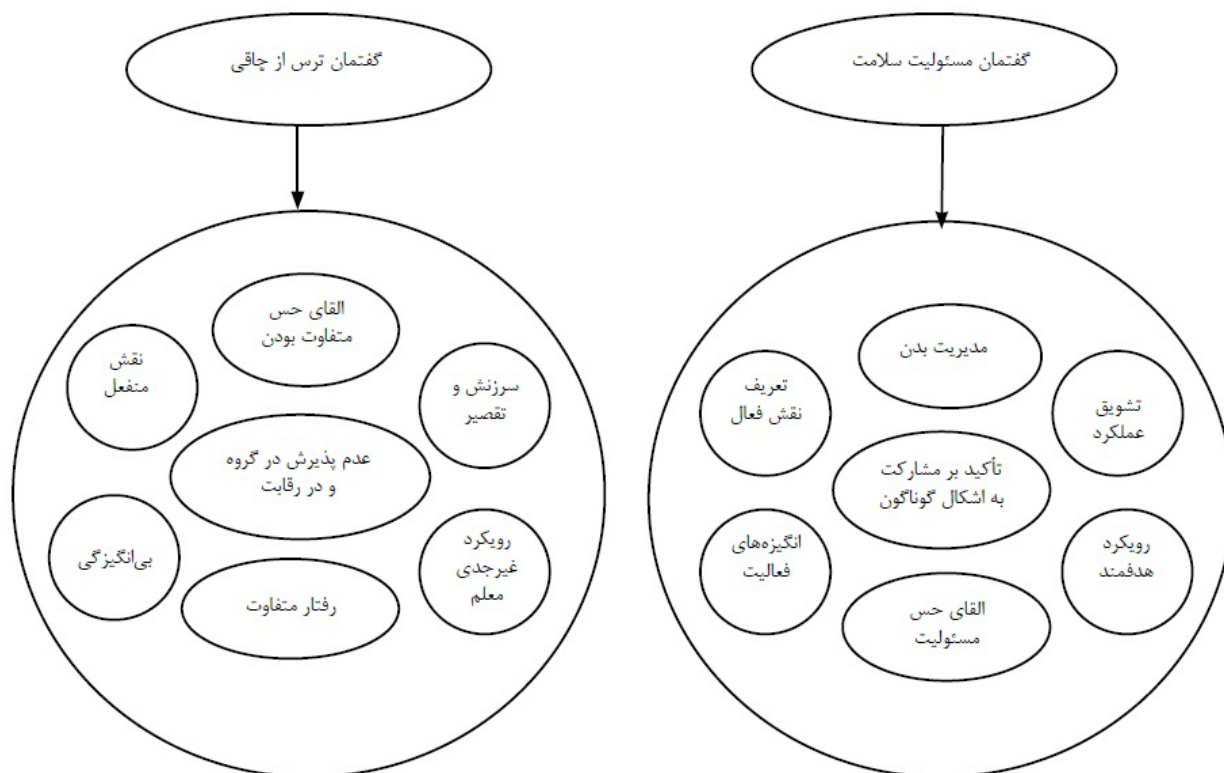 گفتمان مسئولیت سلامت
مدیریت بدن
تشویق
عملکرد
تعریف
نقش فعال
تأکید بر مشارکت
به اشکال گوناگون
رویکرد
هدفمند
انگیزه‌های
فعالیت
القای حس
مسئولیت
گفتمان ترس از چاقی
القای حس
متفاوت بودن
سرزنش و
تقصیر
نقش
منفعل
عدم پذیرش در گروه
و در رقابت
رویکرد
غیرجدی
معلم
بی‌انگیزگی
رفتار متفاوت